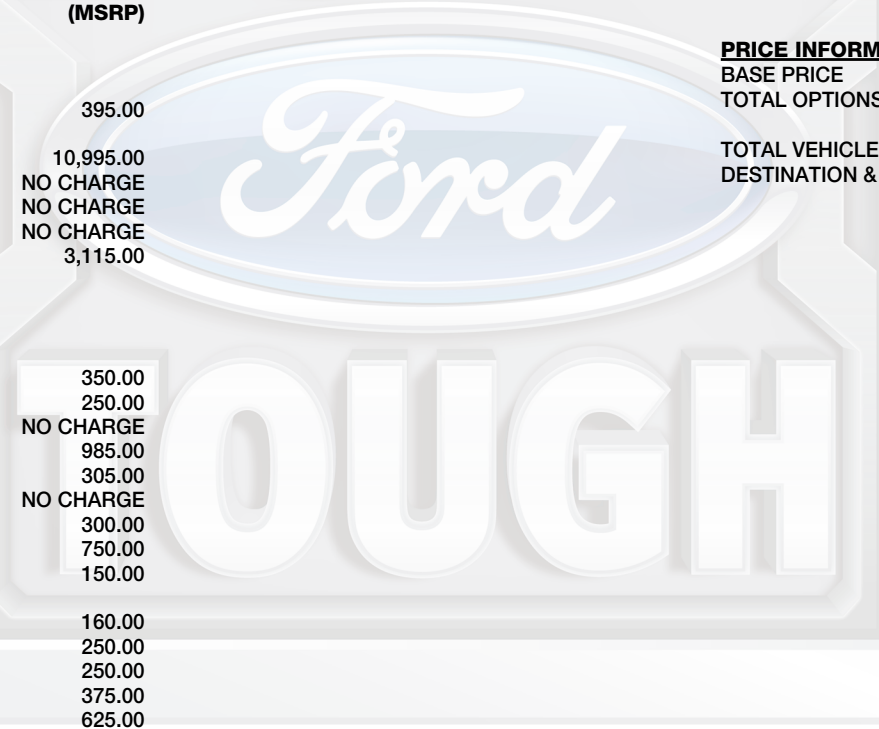 (MSRP)
395.00
10,995.00
NO CHARGE
NO CHARGE
NO CHARGE
3,115.00
350.00
250.00
NO CHARGE
985.00
305.00
NO CHARGE
300.00
750.00
150.00
160.00
250.00
250.00
375.00
625.00
PRICE INFORM
BASE PRICE
TOTAL OPTIONS
TOTAL VEHICLE
DESTINATION &
Ford
TOUGH